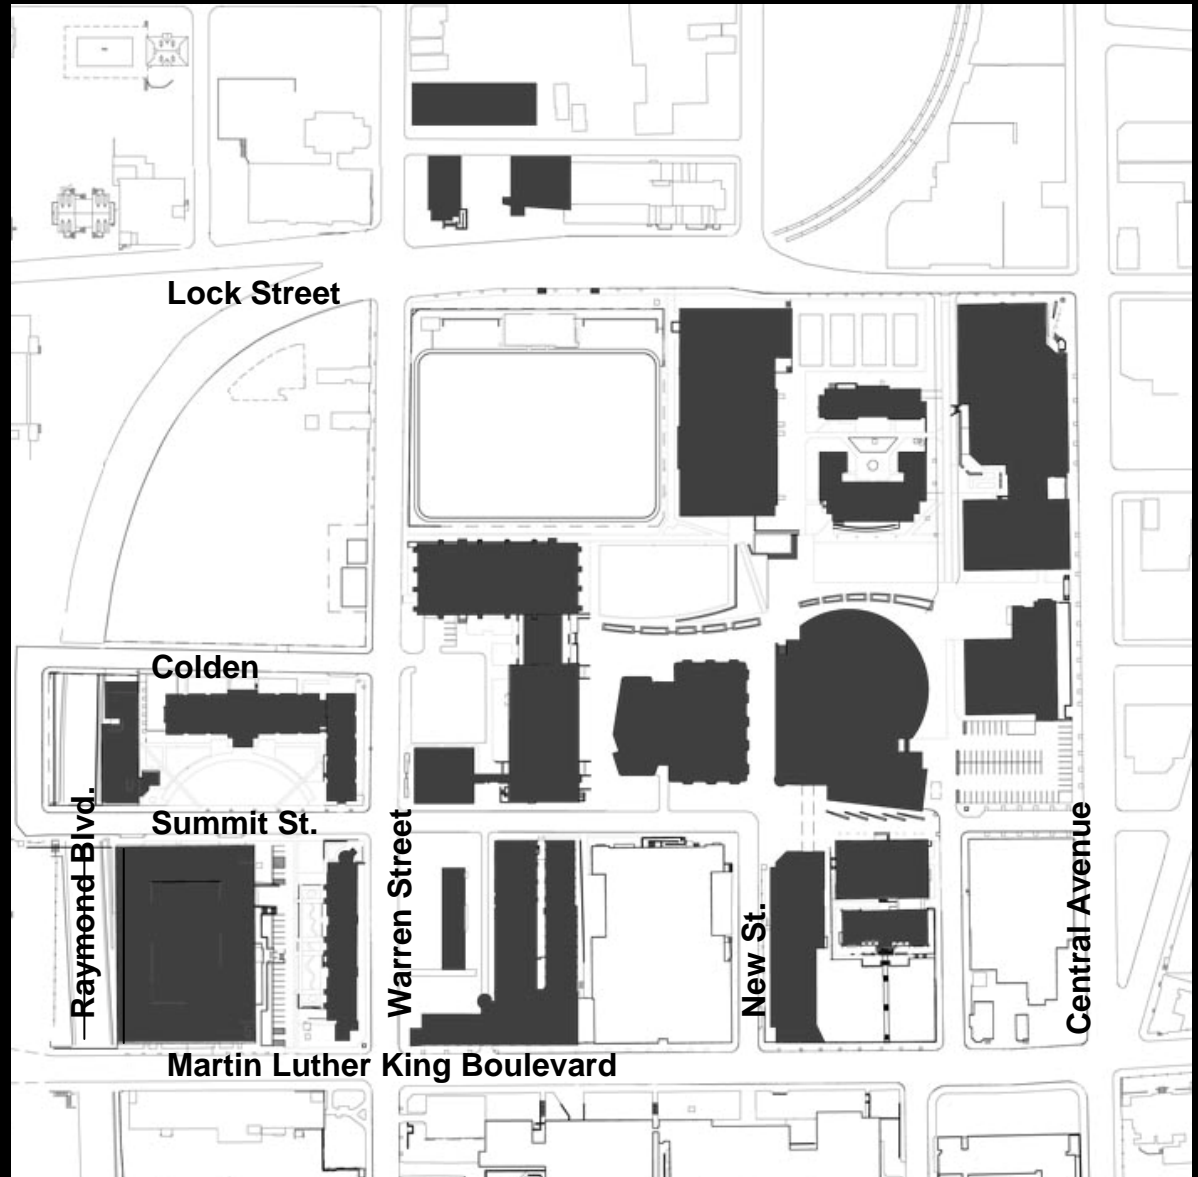 Lock Street
Colden
Summit St.
Raymond Blvd.
Warren Street
New St.
Central Avenue
Martin Luther King Boulevard